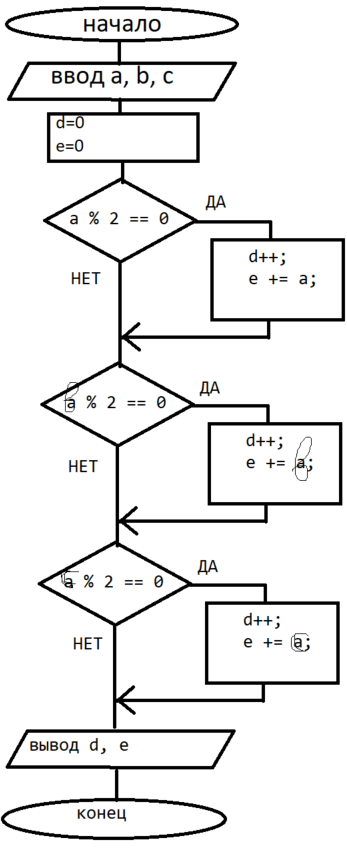 начало
ввод a, b, c
d=0
e=0
a % 2 == 0
ДА
d++;
e += a;
НЕТ
a % 2 == 0
ДА
d++;
e += a;
НЕТ
a % 2 == 0
ДА
d++;
e += a;
НЕТ
вывод d, e
конец